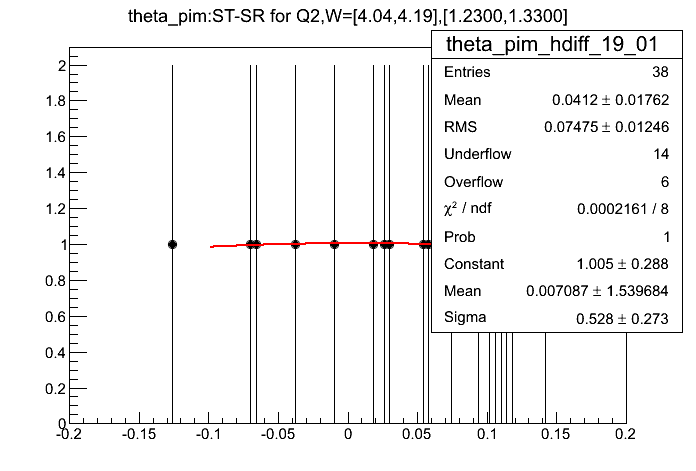 theta_pim:ST-SR for Q2,W=[4.04,4.19],[1.2300,1.3300]
theta_pim_hdiff_19_01
Entries 38
Mean 0.0412 ± 0.01762
RMS 0.07475 ± 0.01246
Underflow 14
Overflow 6
χ² / ndf 0.0002161 / 8
Prob 1
Constant 1.005 ± 0.288
Mean 0.007087 ± 1.539684
Sigma 0.528 ± 0.273
2
1.8
1.6
1.4
1.2
1
0.8
0.6
0.4
0.2
0
-0.2 -0.15 -0.1 -0.05 0 0.05 0.1 0.15 0.2